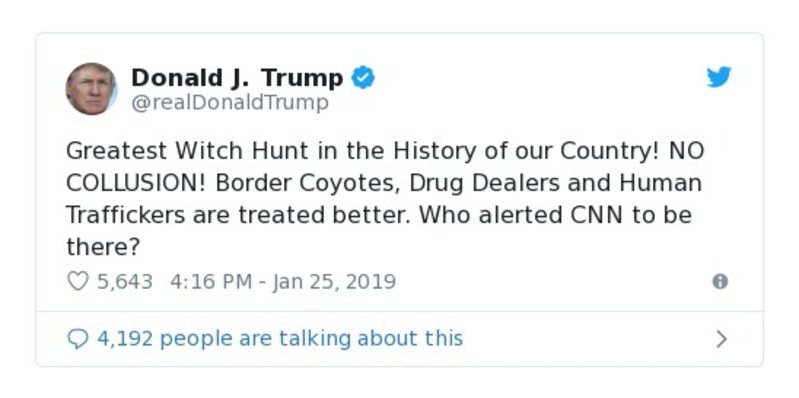 Donald J. Trump
@realDonaldTrump
Greatest Witch Hunt in the History of our Country! NO
COLLUSION! Border Coyotes, Drug Dealers and Human
Traffickers are treated better. Who alerted CNN to be
there?
5,643 4:16 PM - Jan 25, 2019
4,192 people are talking about this